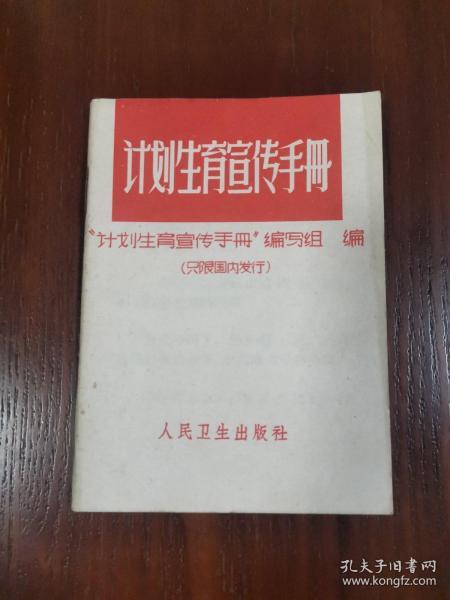 计划生育宣传手册
“计划生育宣传手册”编写组 编
(只限国内发行)
人民卫生出版社
孔夫子旧书网
www.kongfz.com